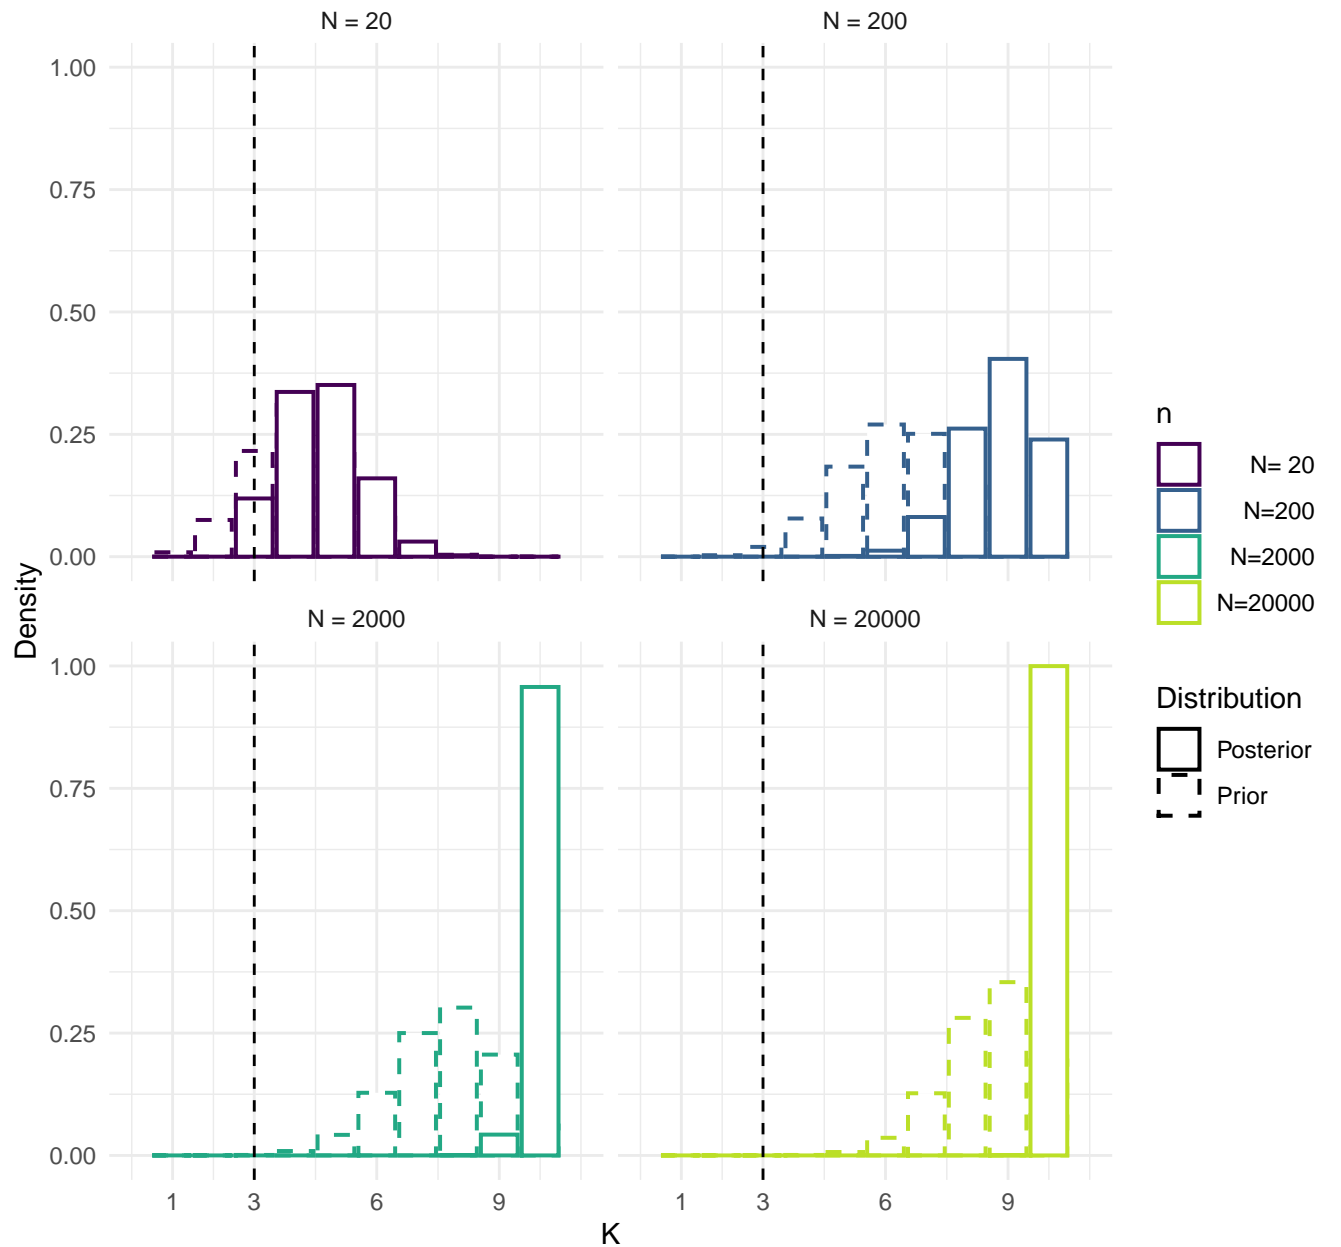 N = 20
N = 200
1.00
0.75
0.50
0.25
0.00
N = 2000
N = 20000
1.00
0.75
0.50
0.25
0.00
1 3 6 9
1 3 6 9
K
Density
n
N= 20
N=200
N=2000
N=20000
Distribution
Posterior
Prior